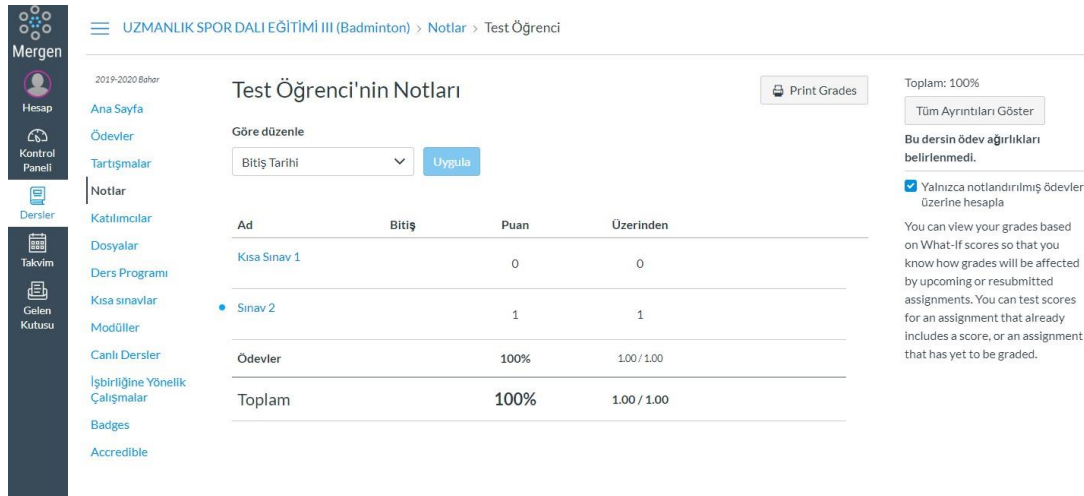 Mergen
Hesap
Kontrol
Paneli
Dersler
Takvim
Gelen
Kutusu
UZMANLIK SPOR DALI EĞİTİMİ III (Badminton) > Notlar > Test Öğrenci
2019-2020 Bahar
Ana Sayfa
Ödevler
Tartışmalar
Notlar
Katılımcılar
Dosyalar
Ders Programı
Kısa sınavlar
Modüller
Canlı Dersler
İşbirliğine Yönelik
Çalışmalar
Badges
Accredible
Test Öğrenci'nin Notları
Print Grades
Göre düzenle
Bitiş Tarihi
Uygula
Ad Bitiş Puan Üzerinden
Kısa Sınav 1 0 0
Sınav 2 1 1
Ödevler 100% 1.00 / 1.00
Toplam 100% 1.00 / 1.00
Toplam: 100%
Tüm Ayrıntıları Göster
Bu dersin ödev ağırlıkları
belirlenmedi.
Yalnızca notlandırılmış ödevler
üzerine hesapla
You can view your grades based
on What-If scores so that you
know how grades will be affected
by upcoming or resubmitted
assignments. You can test scores
for an assignment that already
includes a score, or an assignment
that has yet to be graded.